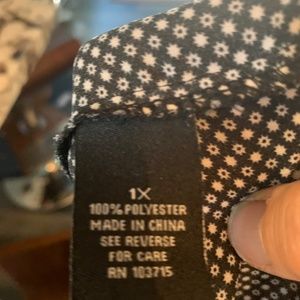 1X
100% POLYESTER
MADE IN CHINA
SEE REVERSE
FOR CARE
RN 103715